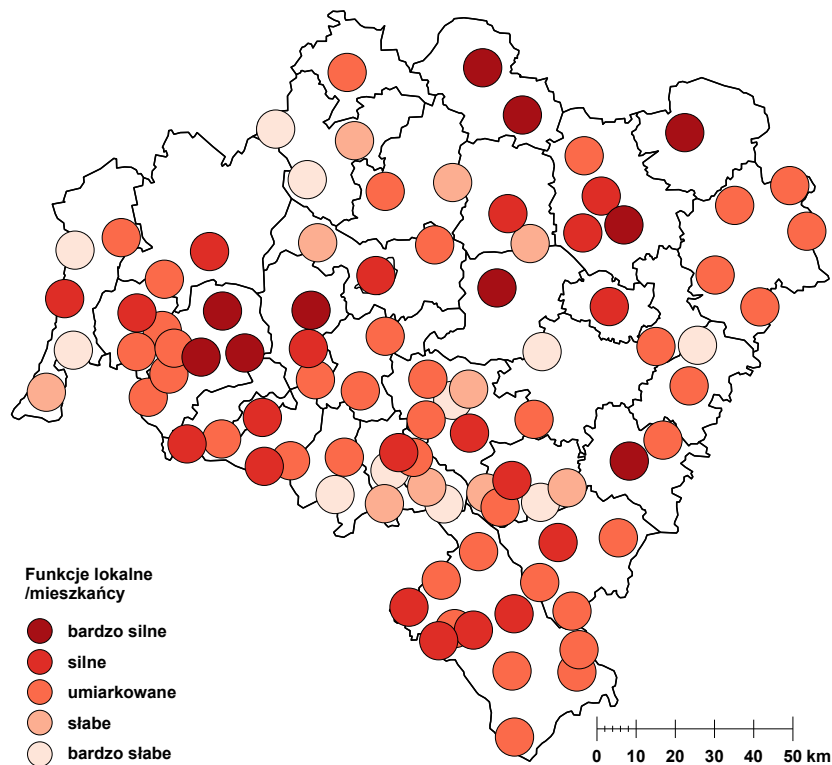 Funkcje lokalne
/mieszkańcy
bardzo silne
silne
umiarkowane
słabe
bardzo słabe
0 10 20 30 40 50 km